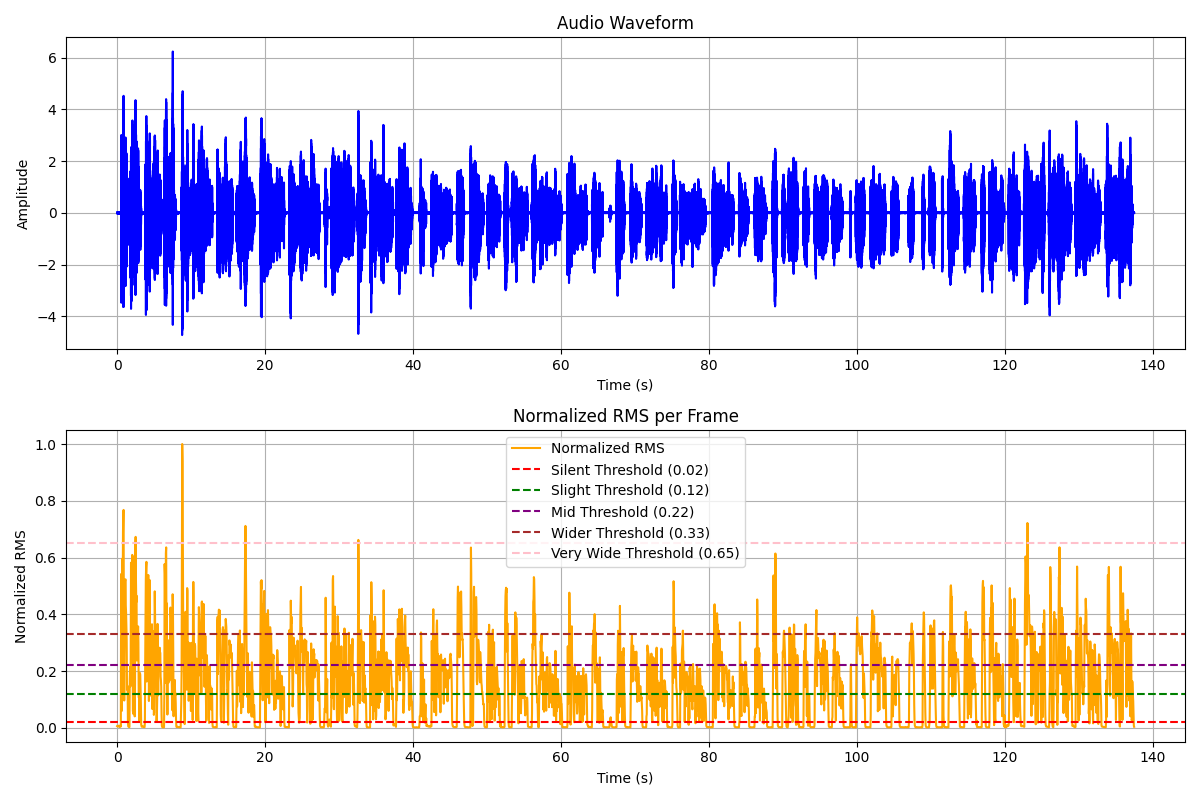 Audio Waveform
6
4
2
0
−2
−4
Amplitude
0 20 40 60 80 100 120 140
Time (s)
Normalized RMS per Frame
1.0
0.8
0.6
0.4
0.2
0.0
Normalized RMS
Normalized RMS
Silent Threshold (0.02)
Slight Threshold (0.12)
Mid Threshold (0.22)
Wider Threshold (0.33)
Very Wide Threshold (0.65)
0 20 40 60 80 100 120 140
Time (s)